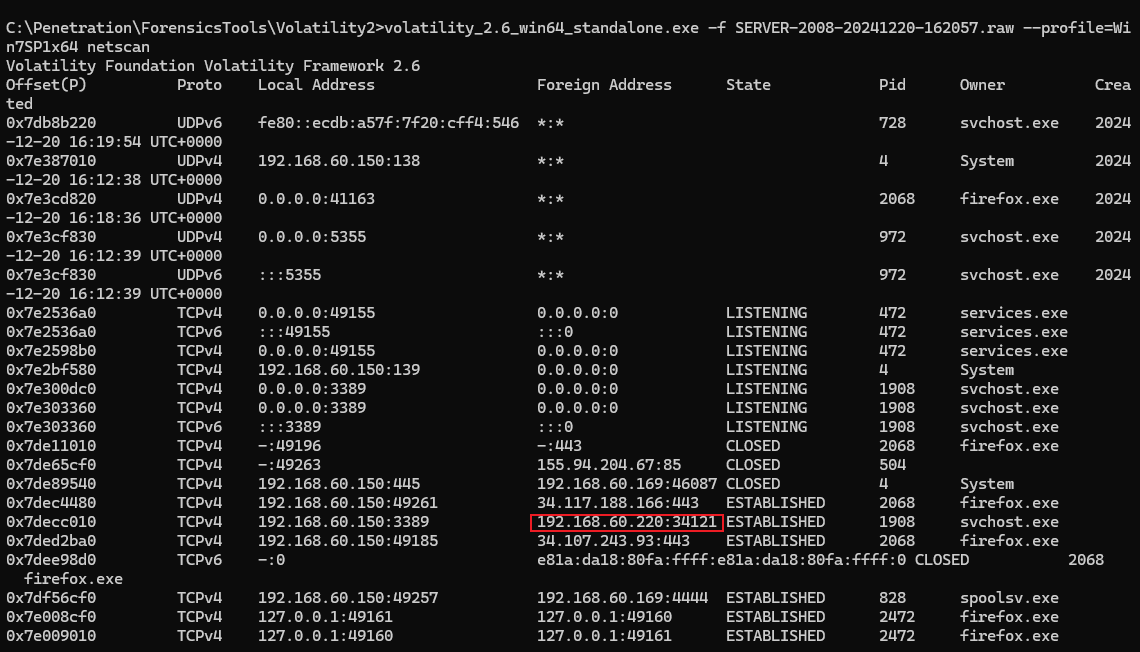 C:\Penetration\ForensicsTools\Volatility2>volatility_2.6_win64_standalone.exe -f SERVER-2008-20241220-162057.raw --profile=Wi
n7SP1x64 netscan
Volatility Foundation Volatility Framework 2.6
Offset(P)          Proto    Local Address                  Foreign Address      State            Pid      Owner          Crea
ted
0x7db8b220         UDPv6    fe80::ecdb:a57f:7f20:cff4:546  *:*                                   728      svchost.exe    2024
-12-20 16:19:54 UTC+0000
0x7e387010         UDPv4    192.168.60.150:138             *:*                                   4        System         2024
-12-20 16:12:38 UTC+0000
0x7e3cd820         UDPv4    0.0.0.0:41163                  *:*                                   2068     firefox.exe    2024
-12-20 16:18:36 UTC+0000
0x7e3cf830         UDPv4    0.0.0.0:5355                   *:*                                   972      svchost.exe    2024
-12-20 16:12:39 UTC+0000
0x7e3cf830         UDPv6    :::5355                        *:*                                   972      svchost.exe    2024
-12-20 16:12:39 UTC+0000
0x7e2536a0         TCPv4    0.0.0.0:49155                  0.0.0.0:0            LISTENING        472      services.exe
0x7e2536a0         TCPv6    :::49155                       :::0                 LISTENING        472      services.exe
0x7e2598b0         TCPv4    0.0.0.0:49155                  0.0.0.0:0            LISTENING        472      services.exe
0x7e2bf580         TCPv4    192.168.60.150:139             0.0.0.0:0            LISTENING        4        System
0x7e300dc0         TCPv4    0.0.0.0:3389                   0.0.0.0:0            LISTENING        1908     svchost.exe
0x7e303360         TCPv4    0.0.0.0:3389                   0.0.0.0:0            LISTENING        1908     svchost.exe
0x7e303360         TCPv6    :::3389                        :::0                 LISTENING        1908     svchost.exe
0x7de11010         TCPv4    -:49196                        -:443                CLOSED           2068     firefox.exe
0x7de65cf0         TCPv4    -:49263                        155.94.204.67:85     CLOSED           504
0x7de89540         TCPv4    192.168.60.150:445             192.168.60.169:46087 CLOSED           4        System
0x7dec4480         TCPv4    192.168.60.150:49261           34.117.188.166:443   ESTABLISHED      2068     firefox.exe
0x7decc010         TCPv4    192.168.60.150:3389            192.168.60.220:34121 ESTABLISHED      1908     svchost.exe
0x7ded2ba0         TCPv4    192.168.60.150:49185           34.107.243.93:443    ESTABLISHED      2068     firefox.exe
0x7dee98d0         TCPv6    -:0                            e81a:da18:80fa:ffff:e81a:da18:80fa:ffff:0 CLOSED           2068
  firefox.exe
0x7df56cf0         TCPv4    192.168.60.150:49257           192.168.60.169:4444  ESTABLISHED      828      spoolsv.exe
0x7e008cf0         TCPv4    127.0.0.1:49161                127.0.0.1:49160      ESTABLISHED      2472     firefox.exe
0x7e009010         TCPv4    127.0.0.1:49160                127.0.0.1:49161      ESTABLISHED      2472     firefox.exe